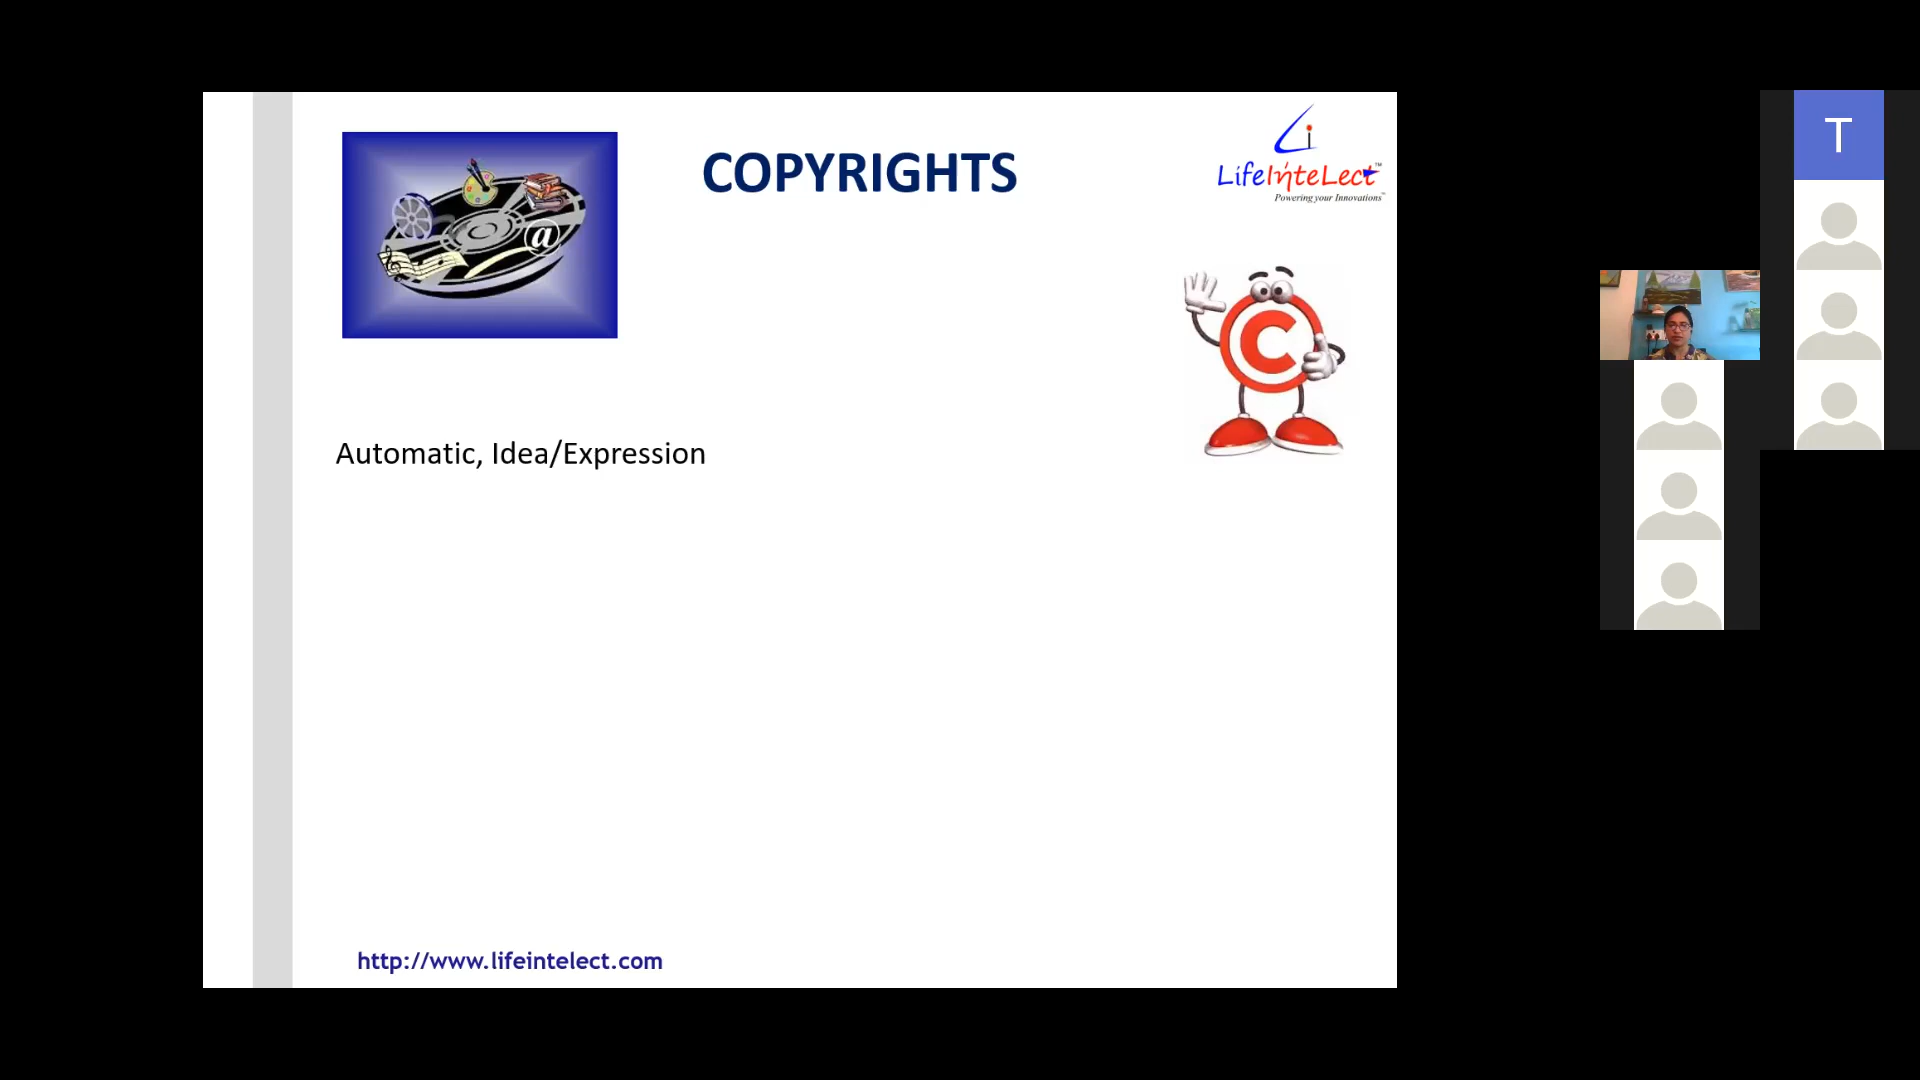 COPYRIGHTS
LifeInteLect™
Powering your Innovations™
@
C
Automatic, Idea/Expression
http://www.lifeintelect.com
T